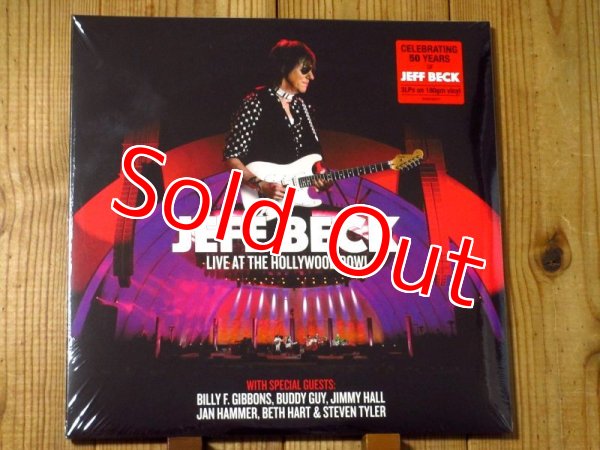 CELEBRATING
50 YEARS
OF
JEFF BECK
3LPs on 180gm vinyl
Sold Out
JEFF BECK
LIVE AT THE HOLLYWOOD BOWL
WITH SPECIAL GUESTS:
BILLY F. GIBBONS, BUDDY GUY, JIMMY HALL
JAN HAMMER, BETH HART & STEVEN TYLER